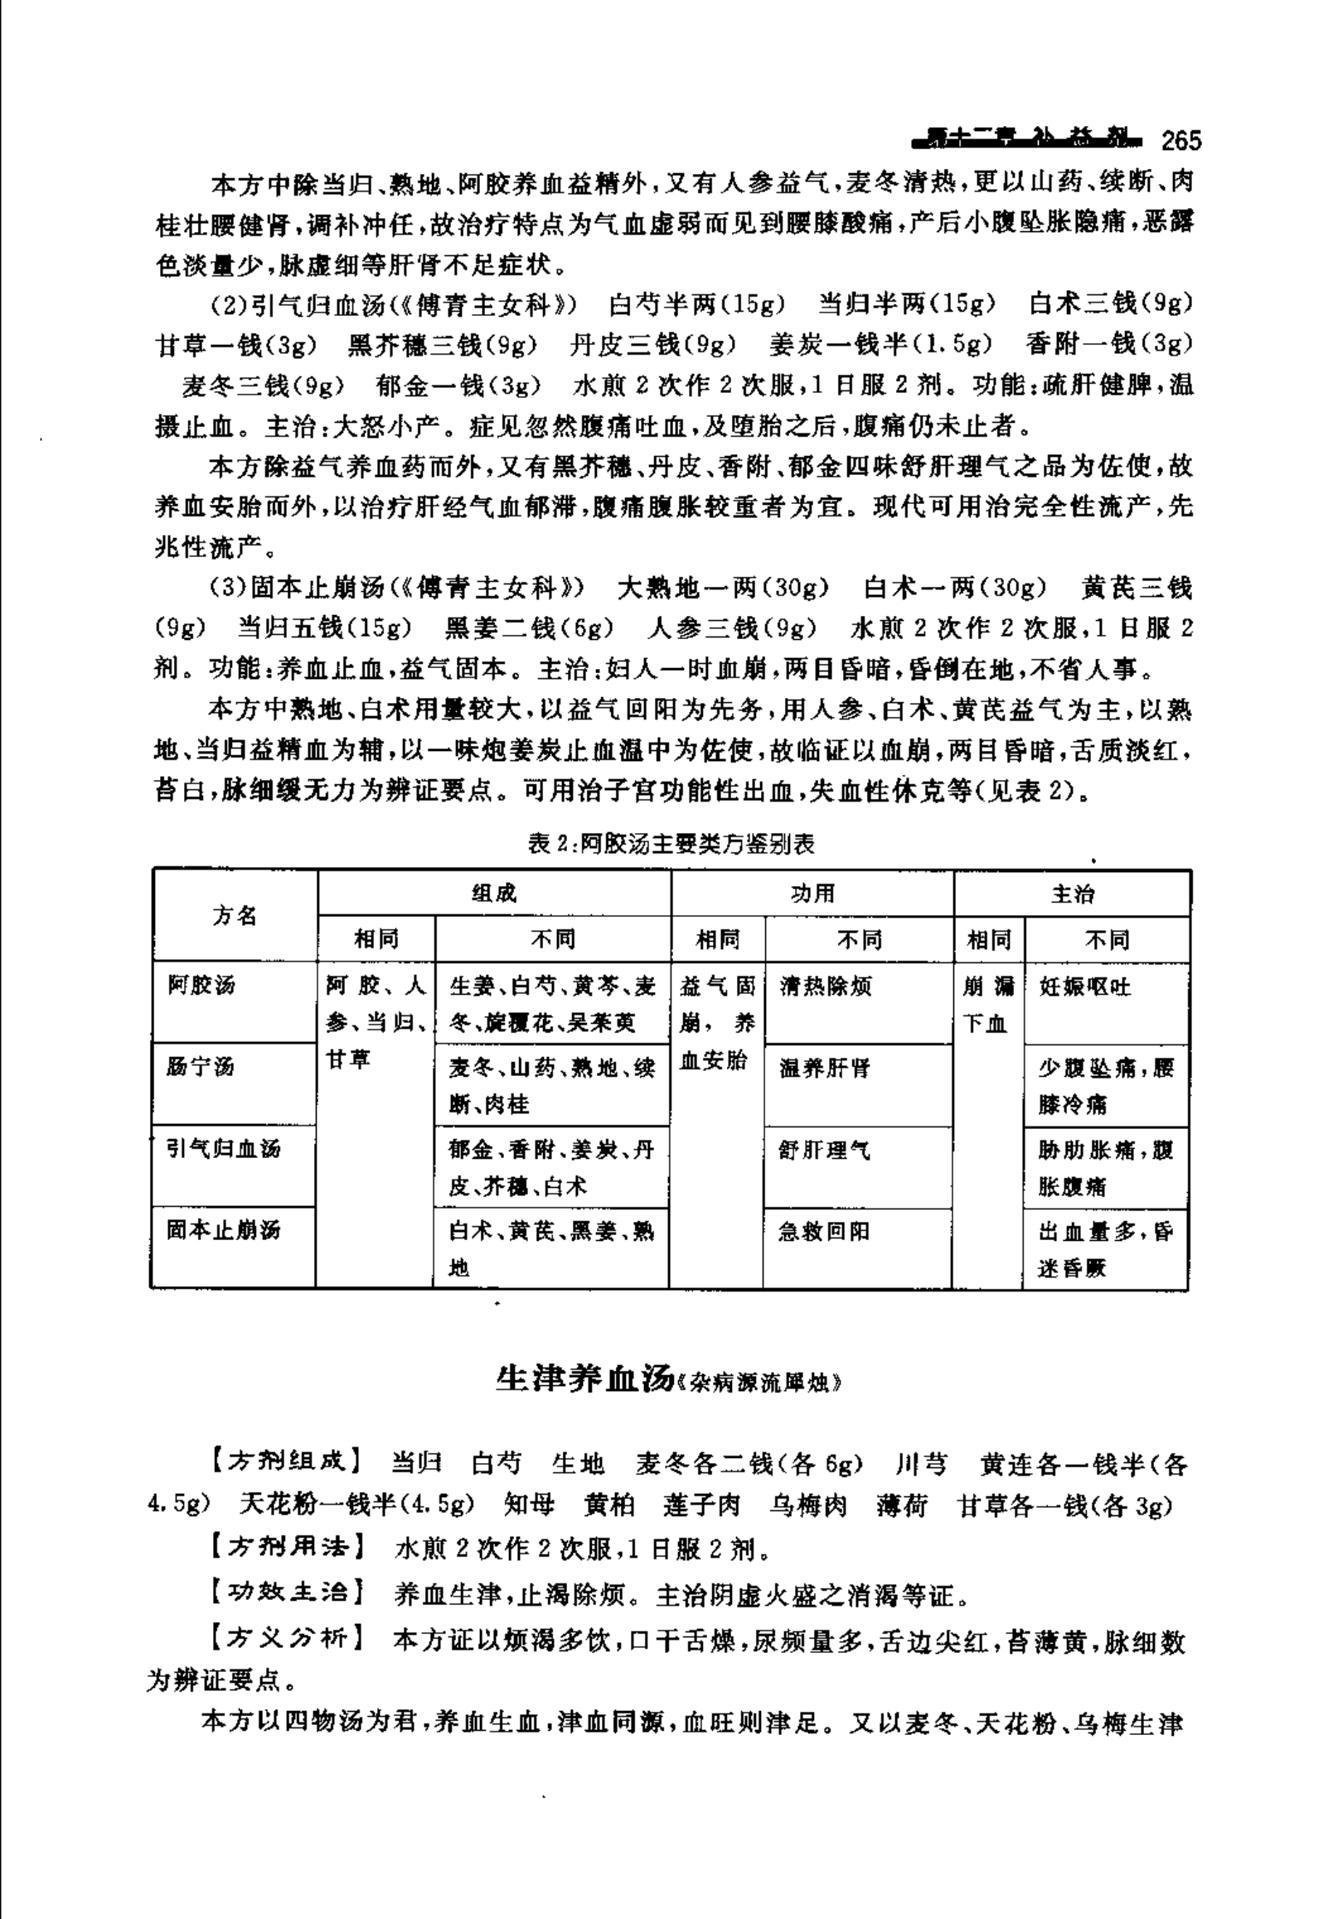 第十二章 补益剂 265
本方中除当归、熟地、阿胶养血益精外,又有人参益气,麦冬清热,更以山药、续断、肉
桂壮腰健肾,调补冲任,故治疗特点为气血虚弱而见到腰膝酸痛,产后小腹坠胀隐痛,恶露
色淡量少,脉虚细等肝肾不足症状。
(2)引气归血汤(《傅青主女科》) 白芍半两(15g) 当归半两(15g) 白术三钱(9g)
甘草一钱(3g) 黑芥穗三钱(9g) 丹皮三钱(9g) 姜炭一钱半(1.5g) 香附一钱(3g)
麦冬三钱(9g) 郁金一钱(3g) 水煎2次作2次服,1日服2剂。功能:疏肝健脾,温
摄止血。主治:大怒小产。症见忽然腹痛吐血,及堕胎之后,腹痛仍未止者。
本方除益气养血药而外,又有黑芥穗、丹皮、香附、郁金四味舒肝理气之品为佐使,故
养血安胎而外,以治疗肝经气血郁滞,腹痛腹胀较重者为宜。现代可用治完全性流产,先
兆性流产。
(3)固本止崩汤(《傅青主女科》) 大熟地一两(30g) 白术一两(30g) 黄芪三钱
(9g) 当归五钱(15g) 黑姜二钱(6g) 人参三钱(9g) 水煎2次作2次服,1日服2
剂。功能:养血止血,益气固本。主治:妇人一时血崩,两目昏暗,昏倒在地,不省人事。
本方中熟地、白术用量较大,以益气回阳为先务,用人参、白术、黄芪益气为主,以熟
地、当归益精血为辅,以一味炮姜炭止血温中为佐使,故临证以血崩,两目昏暗,舌质淡红,
苔白,脉细缓无力为辨证要点。可用治子宫功能性出血,失血性休克等(见表2)。
表2:阿胶汤主要类方鉴别表
方名 组成 功用 主治
相同 不同 相同 不同 相同 不同
阿胶汤 阿胶、人 生姜、白芍、黄芩、麦 益气固 清热除烦 崩漏 妊娠呕吐
参、当归、 冬、旋覆花、吴茱萸 崩,养 下血
肠宁汤 甘草 麦冬、山药、熟地、续 血安胎 温养肝肾 少腹坠痛,腰
断、肉桂 膝冷痛
引气归血汤 郁金、香附、姜炭、丹 舒肝理气 胁肋胀痛,腹
皮、芥穗、白术 胀腹痛
固本止崩汤 白术、黄芪、黑姜、熟 急救回阳 出血量多,昏
地 迷昏厥
生津养血汤《杂病源流犀烛》
【方剂组成】 当归 白芍 生地 麦冬各二钱(各6g) 川芎 黄连各一钱半(各
4.5g) 天花粉一钱半(4.5g) 知母 黄柏 莲子肉 乌梅肉 薄荷 甘草各一钱(各3g)
【方剂用法】 水煎2次作2次服,1日服2剂。
【功效主治】 养血生津,止渴除烦。主治阴虚火盛之消渴等证。
【方义分析】 本方证以烦渴多饮,口干舌燥,尿频量多,舌边尖红,苔薄黄,脉细数
为辨证要点。
本方以四物汤为君,养血生血,津血同源,血旺则津足。又以麦冬、天花粉、乌梅生津